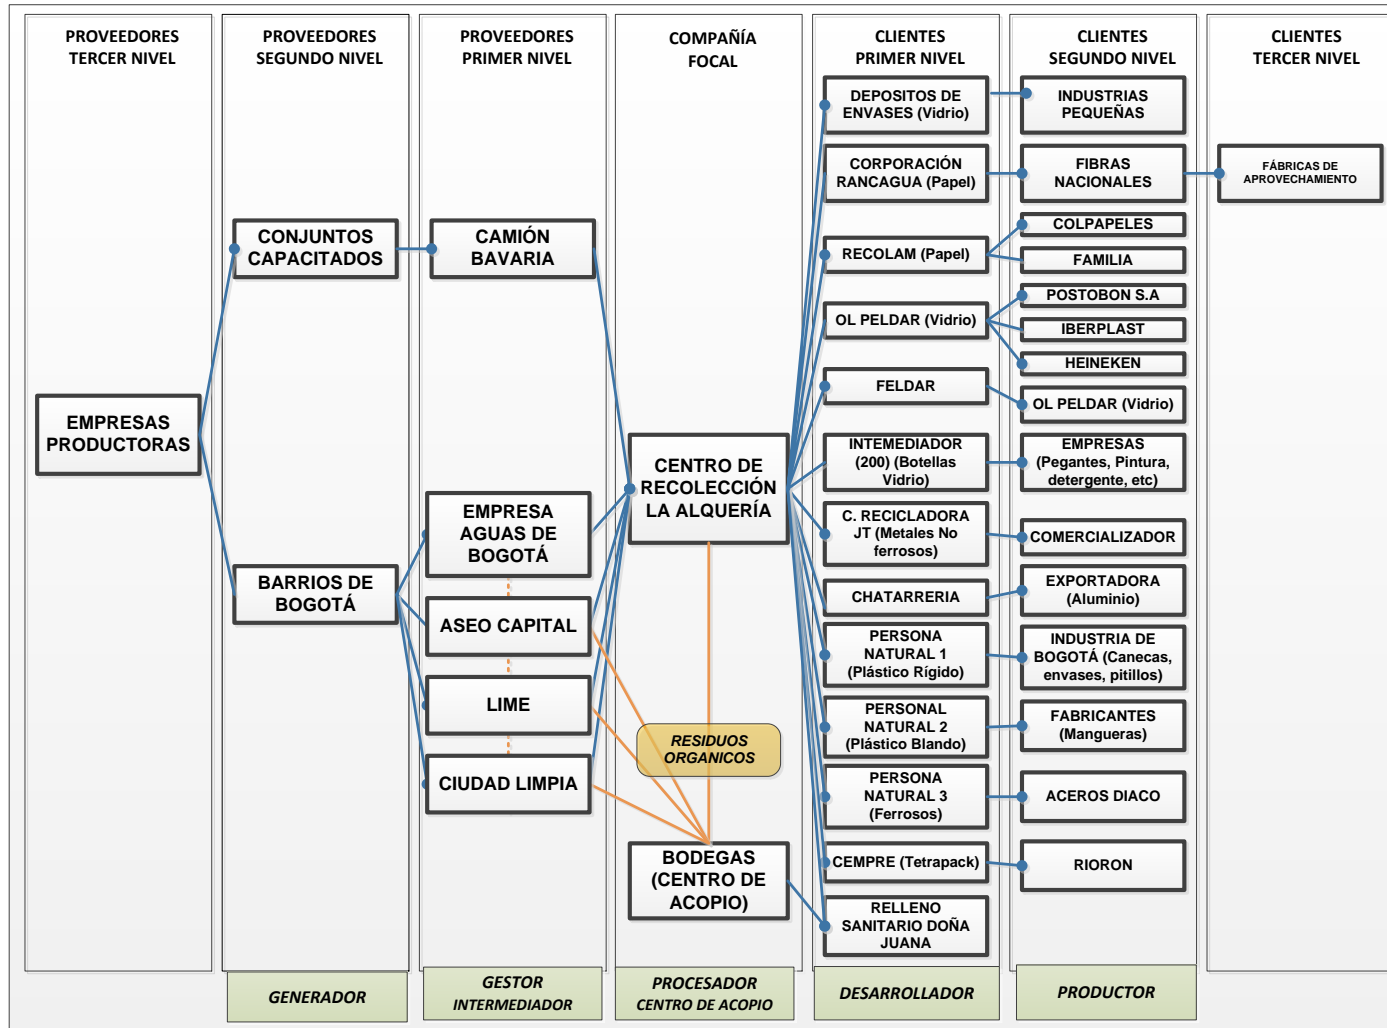 PROVEEDORES
TERCER NIVEL
EMPRESAS
PRODUCTORAS
PROVEEDORES
SEGUNDO NIVEL
CONJUNTOS
CAPACITADOS
BARRIOS DE
BOGOTÁ
GENERADOR
PROVEEDORES
PRIMER NIVEL
CAMIÓN
BAVARIA
EMPRESA
AGUAS DE
BOGOTÁ
ASEO CAPITAL
LIME
CIUDAD LIMPIA
GESTOR
INTERMEDIADOR
COMPAÑÍA
FOCAL
CENTRO DE
RECOLECCIÓN
LA ALQUERÍA
RESIDUOS
ORGANICOS
BODEGAS
(CENTRO DE
ACOPIO)
PROCESADOR
CENTRO DE ACOPIO
CLIENTES
PRIMER NIVEL
DEPOSITOS DE
ENVASES (Vidrio)
CORPORACIÓN
RANCAGUA (Papel)
RECOLAM (Papel)
OL PELDAR (Vidrio)
FELDAR
INTEMEDIADOR
(200) (Botellas
Vidrio)
C. RECICLADORA
JT (Metales No
ferrosos)
CHATARRERIA
PERSONA
NATURAL 1
(Plástico Rígido)
PERSONAL
NATURAL 2
(Plástico Blando)
PERSONA
NATURAL 3
(Ferrosos)
CEMPRE (Tetrapack)
RELLENO
SANITARIO DOÑA
JUANA
DESARROLLADOR
CLIENTES
SEGUNDO NIVEL
INDUSTRIAS
PEQUEÑAS
FIBRAS
NACIONALES
COLPAPELES
FAMILIA
POSTOBON S.A
IBERPLAST
HEINEKEN
OL PELDAR (Vidrio)
EMPRESAS
(Pegantes, Pintura,
detergente, etc)
COMERCIALIZADOR
EXPORTADORA
(Aluminio)
INDUSTRIA DE
BOGOTÁ (Canecas,
envases, pitillos)
FABRICANTES
(Mangueras)
ACEROS DIACO
RIORON
PRODUCTOR
CLIENTES
TERCER NIVEL
FÁBRICAS DE
APROVECHAMIENTO